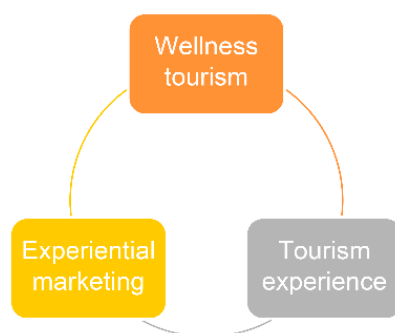 Wellness
tourism
Experiential
marketing
Tourism
experience